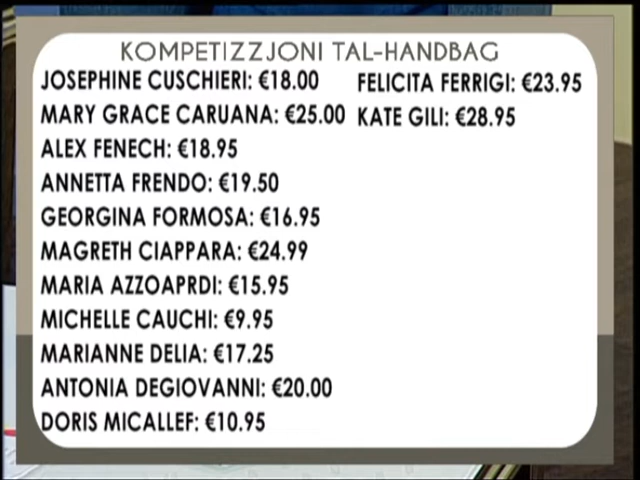 KOMPETIZZJONI TAL-HANDBAG
JOSEPHINE CUSCHIERI: €18.00
MARY GRACE CARUANA: €25.00
ALEX FENECH: €18.95
ANNETTA FRENDO: €19.50
GEORGINA FORMOSA: €16.95
MAGRETH CIAPPARA: €24.99
MARIA AZZOAPRDI: €15.95
MICHELLE CAUCHI: €9.95
MARIANNE DELIA: €17.25
ANTONIA DEGIOVANNI: €20.00
DORIS MICALLEF: €10.95
FELICITA FERRIGI: €23.95
KATE GILI: €28.95